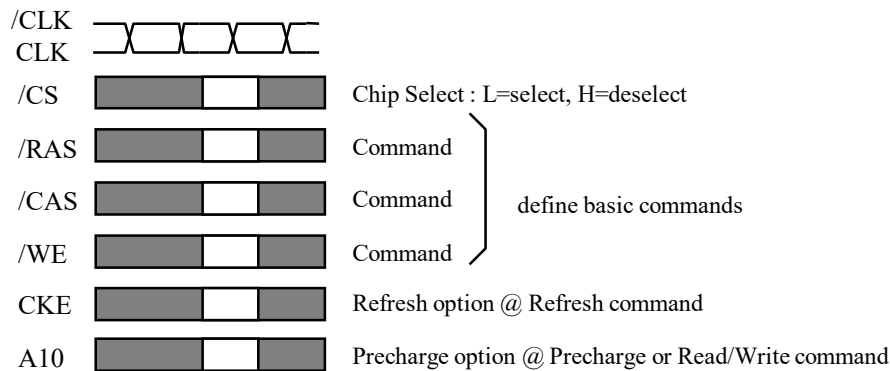 /CLK
CLK
/CS Chip Select : L=select, H=deselect
/RAS Command
/CAS Command define basic commands
/WE Command
CKE Refresh option @ Refresh command
A10 Precharge option @ Precharge or Read/Write command